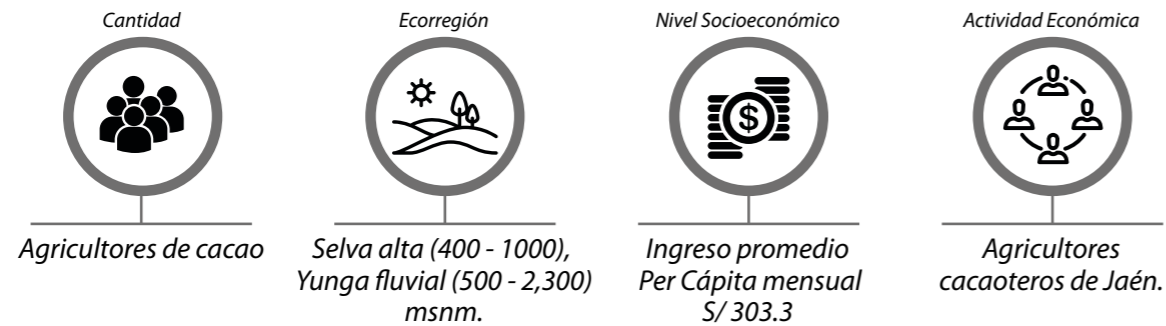 Cantidad
Agricultores de cacao
Ecorregión
Selva alta (400 - 1000),
Yunga fluvial (500 - 2,300)
msnm.
Nivel Socioeconómico
$
Ingreso promedio
Per Cápita mensual
S/ 303.3
Actividad Económica
Agricultores
cacaoteros de Jaén.